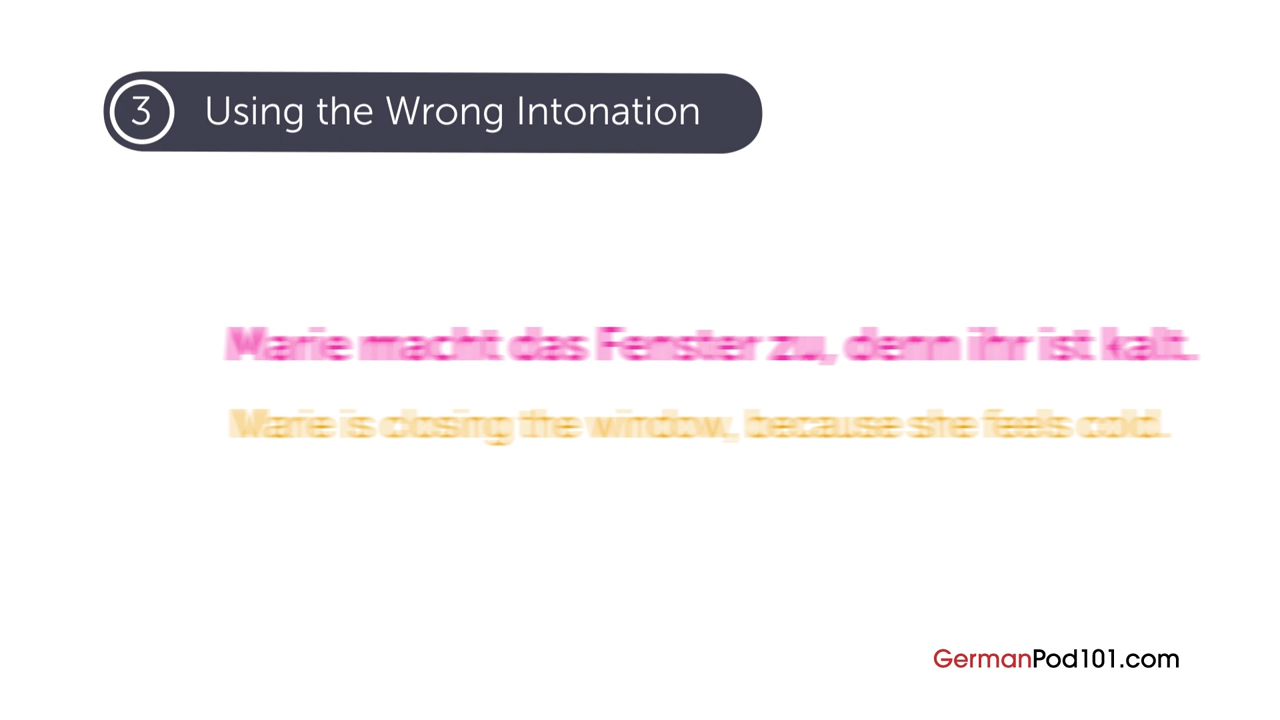 3 Using the Wrong Intonation
Marie macht das Fenster zu, denn ihr ist kalt.
Marie is closing the window, because she feels cold.
GermanPod101.com